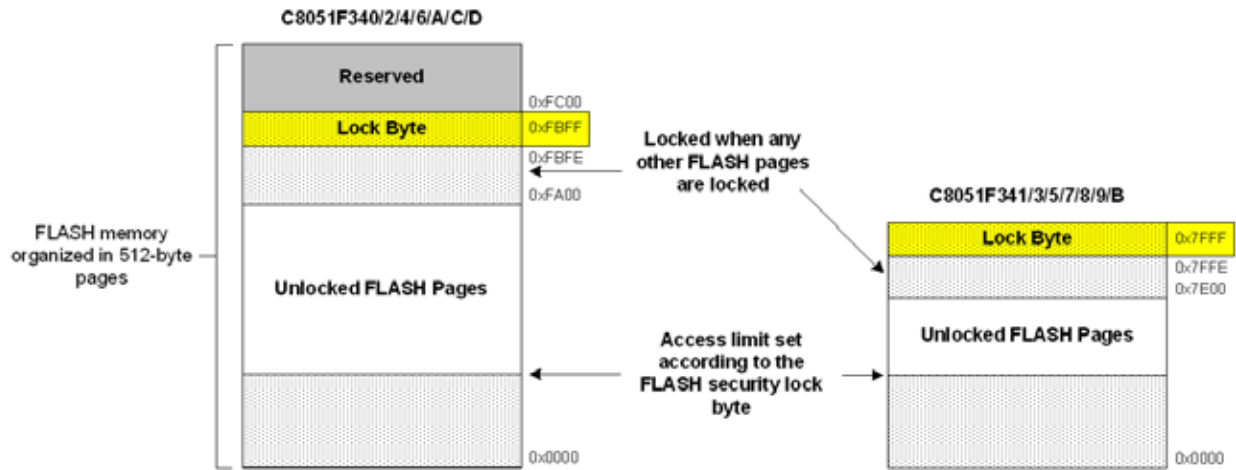 C8051F340/2/4/6/A/C/D
Reserved
0xFC00
Lock Byte
0xFBFF
0xFBFE
0xFA00
Unlocked FLASH Pages
0x0000
FLASH memory
organized in 512-byte
pages
Locked when any
other FLASH pages
are locked
Access limit set
according to the
FLASH security lock
byte
C8051F341/3/5/7/8/9/B
Lock Byte
0x7FFF
0x7FFE
0x7E00
Unlocked FLASH Pages
0x0000